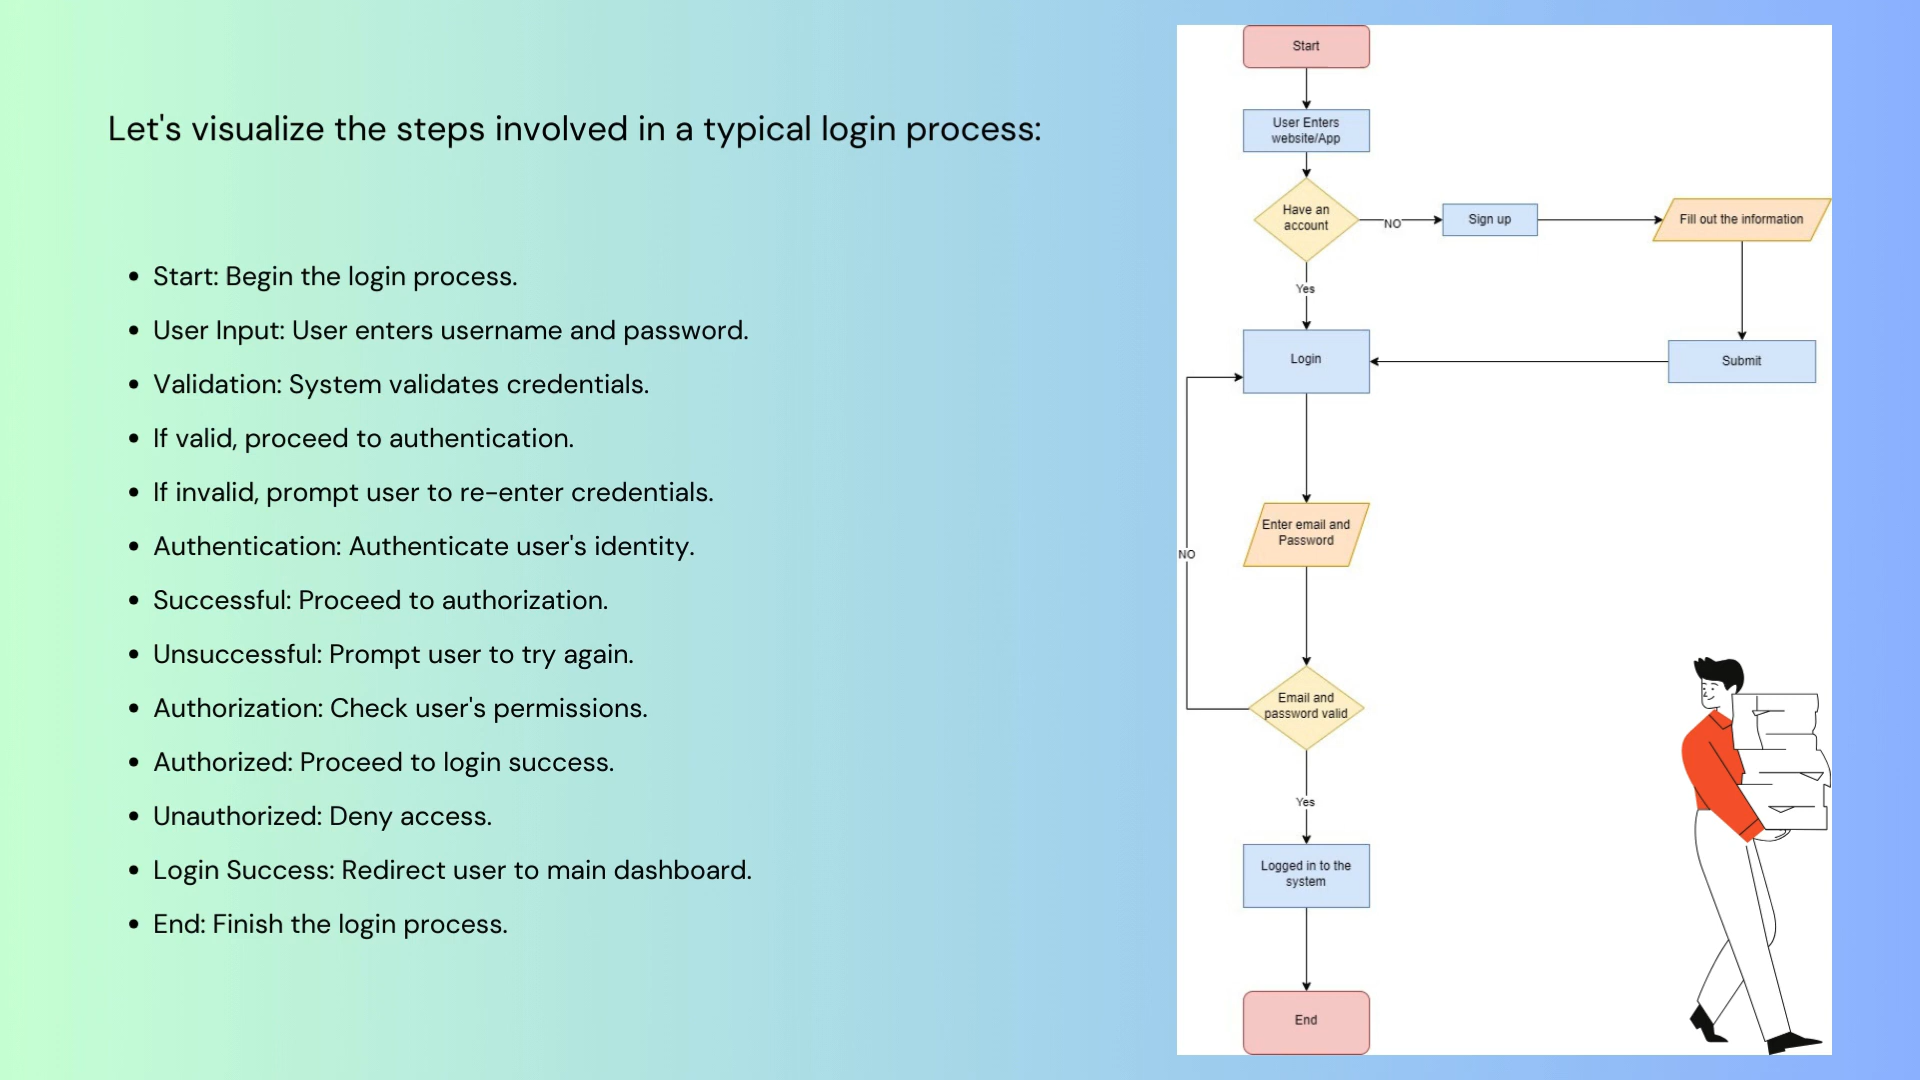 Let's visualize the steps involved in a typical login process:
• Start: Begin the login process.
• User Input: User enters username and password.
• Validation: System validates credentials.
• If valid, proceed to authentication.
• If invalid, prompt user to re-enter credentials.
• Authentication: Authenticate user's identity.
• Successful: Proceed to authorization.
• Unsuccessful: Prompt user to try again.
• Authorization: Check user's permissions.
• Authorized: Proceed to login success.
• Unauthorized: Deny access.
• Login Success: Redirect user to main dashboard.
• End: Finish the login process.
Start
User Enters
website/App
Have an
account
NO
Sign up
Fill out the information
Yes
Login
Submit
Enter email and
Password
NO
Email and
password valid
Yes
Logged in to the
system
End